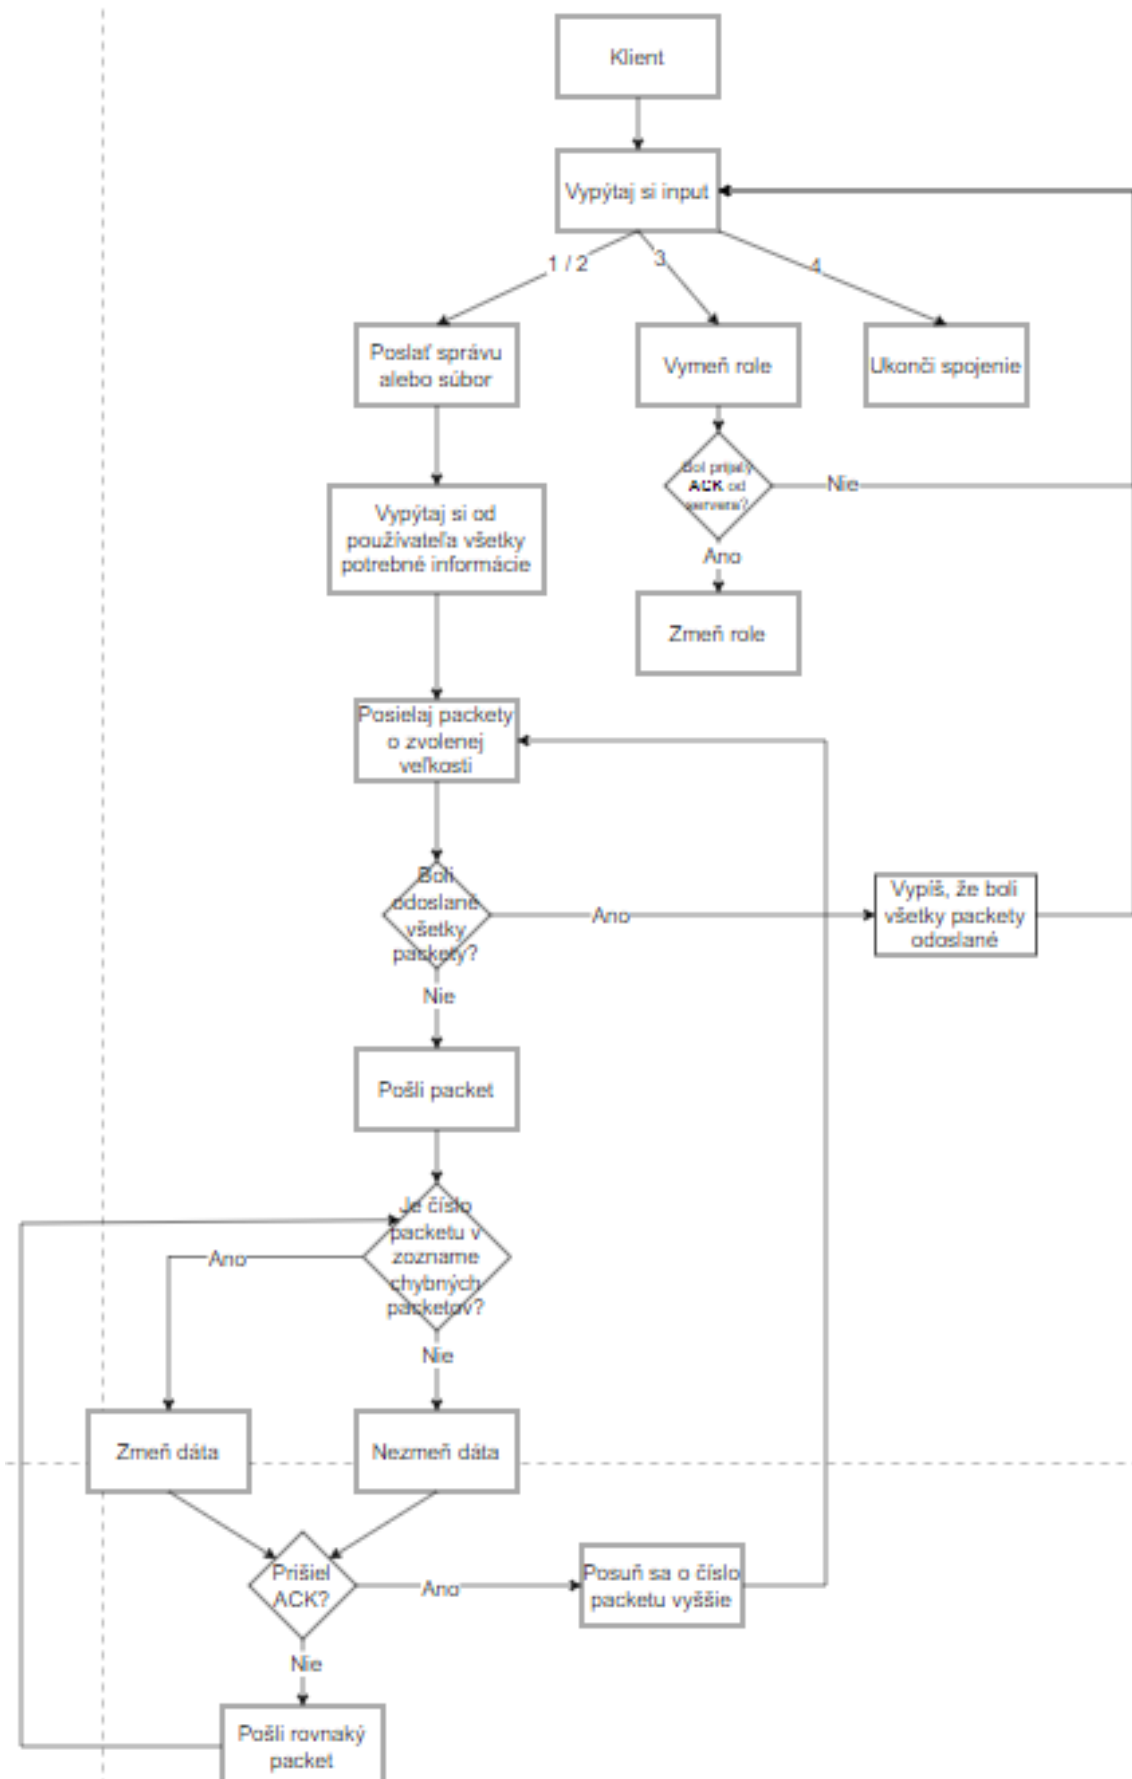 Klient
Vypýtaj si input
1 / 2
3
4
Poslať správu
alebo súbor
Vymeň role
Ukonči spojenie
Bol prijatý
ACK od
servera?
Nie
Vypýtaj si od
používateľa všetky
potrebné informácie
Ano
Zmeň role
Posielaj packety
o zvolenej
veľkosti
Boli
odoslané
všetky
packety?
Ano
Vypíš, že boli
všetky packety
odoslané
Nie
Pošli packet
Je číslo
packetu v
zozname
chybných
packetov?
Ano
Nie
Zmeň dáta
Nezmeň dáta
Prišiel
ACK?
Ano
Posuň sa o číslo
packetu vyššie
Nie
Pošli rovnaký
packet